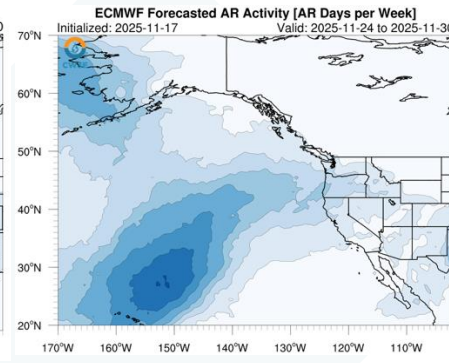 ECMWF Forecasted AR Activity [AR Days per Week]
Initialized: 2025-11-17 Valid: 2025-11-24 to 2025-11-30
70°N
60°N
50°N
40°N
30°N
20°N
170°W 160°W 150°W 140°W 130°W 120°W 110°W